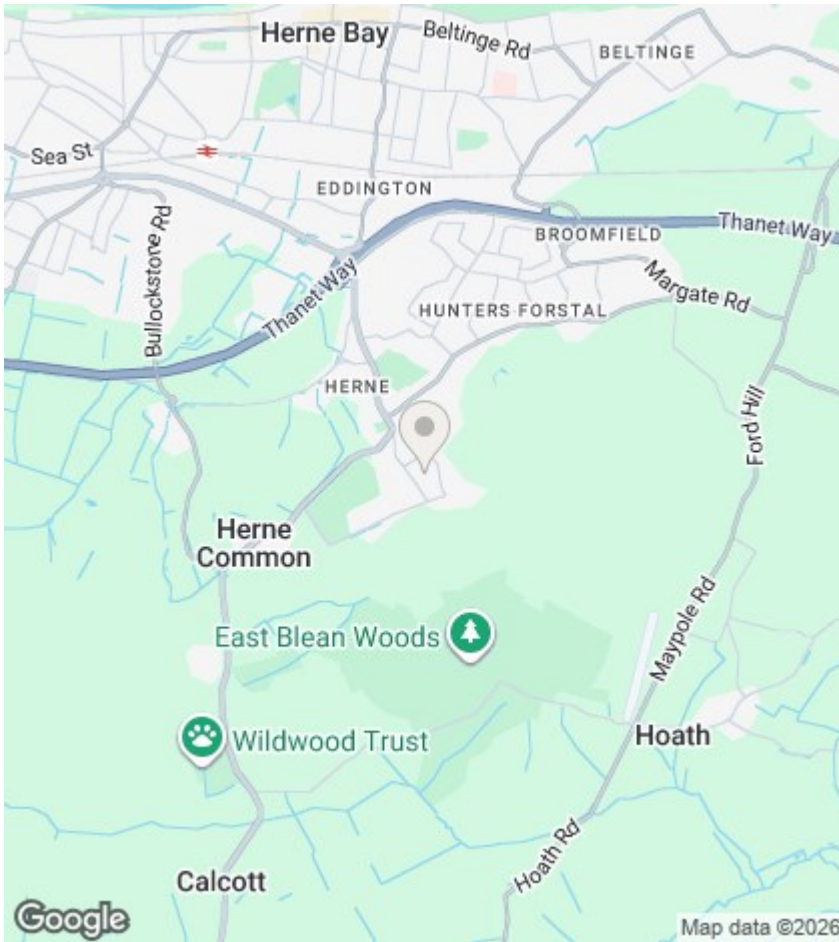 Herne Bay
Beltinge Rd
BELTINGE
Sea St
EDDINGTON
Bullockstone Rd
Thanet Way
BROOMFIELD
Thanet Way
Margate Rd
HUNTERS FORSTAL
HERNE
Ford Hill
Herne
Common
East Blean Woods
Maypole Rd
Wildwood Trust
Hoath
Calcott
Hoath Rd
Google
Map data ©2026